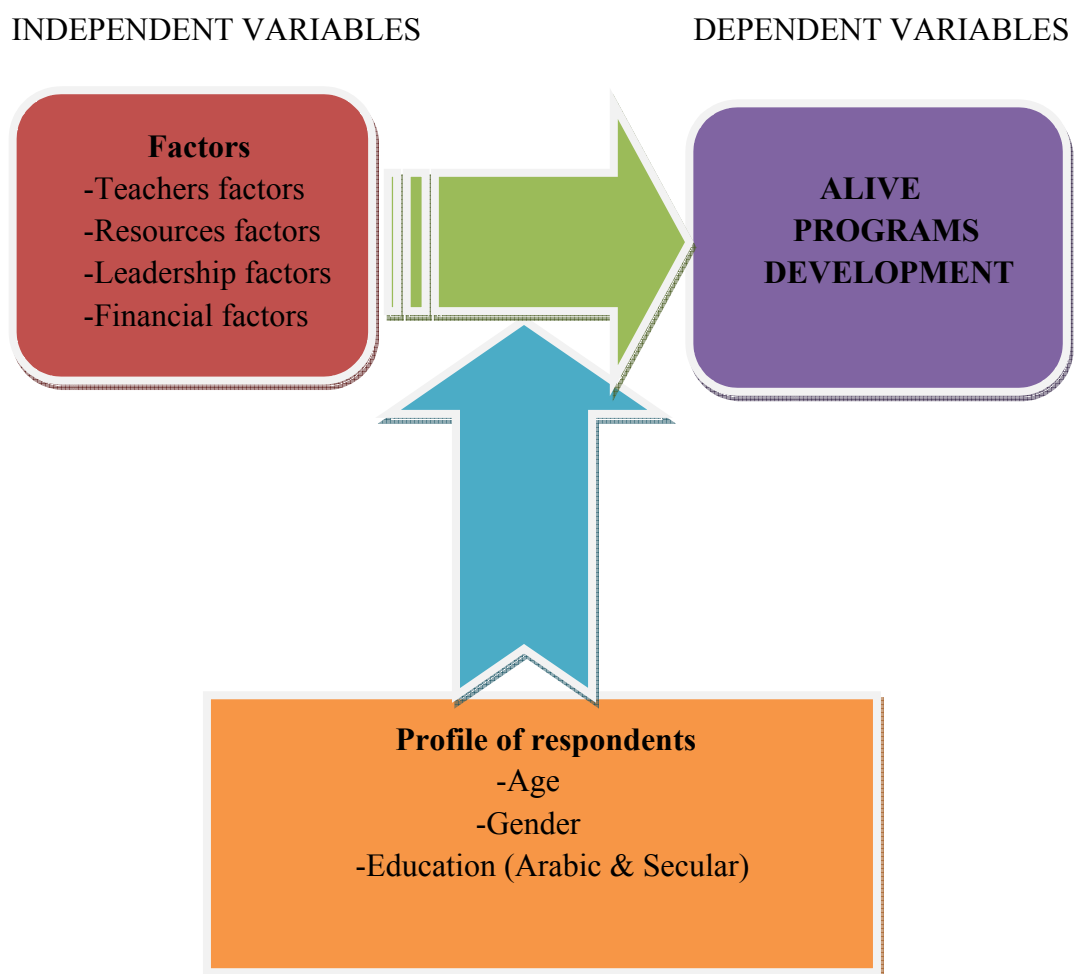 INDEPENDENT VARIABLES
DEPENDENT VARIABLES
Factors
-Teachers factors
-Resources factors
-Leadership factors
-Financial factors
ALIVE
PROGRAMS
DEVELOPMENT
Profile of respondents
-Age
-Gender
-Education (Arabic & Secular)